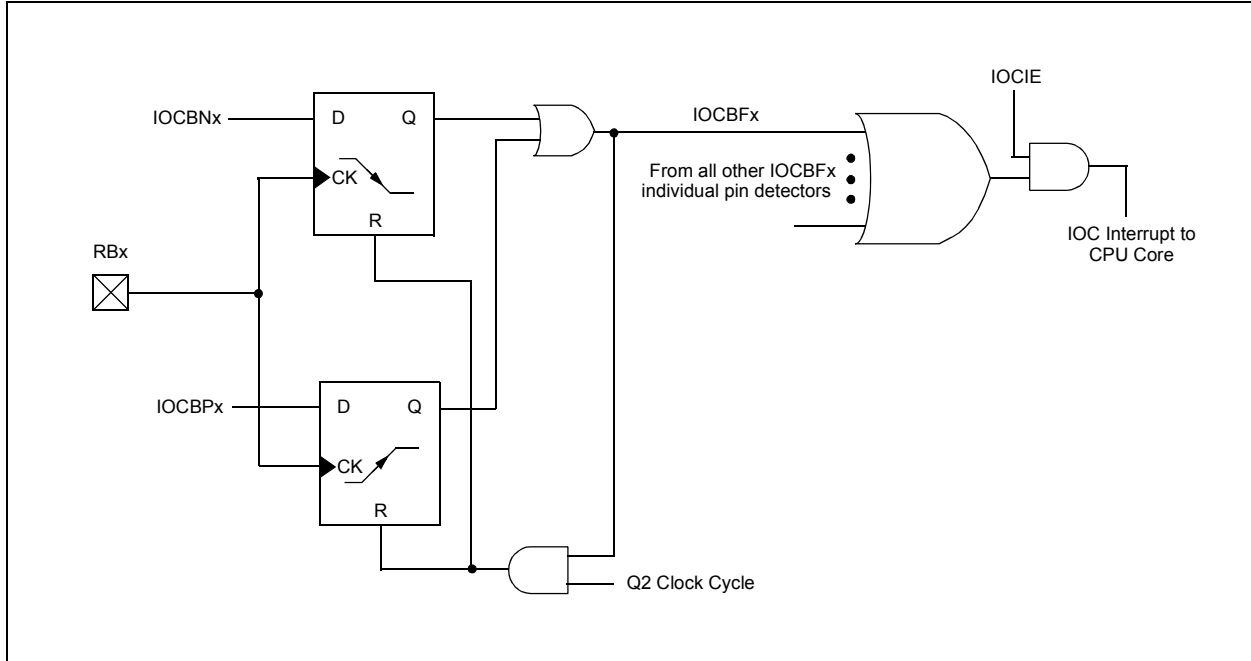 IOCIE
IOCBNx
D
Q
IOCBFx
CK
From all other IOCBFx
individual pin detectors
R
IOC Interrupt to
CPU Core
RBx
IOCBPx
D
Q
CK
R
Q2 Clock Cycle